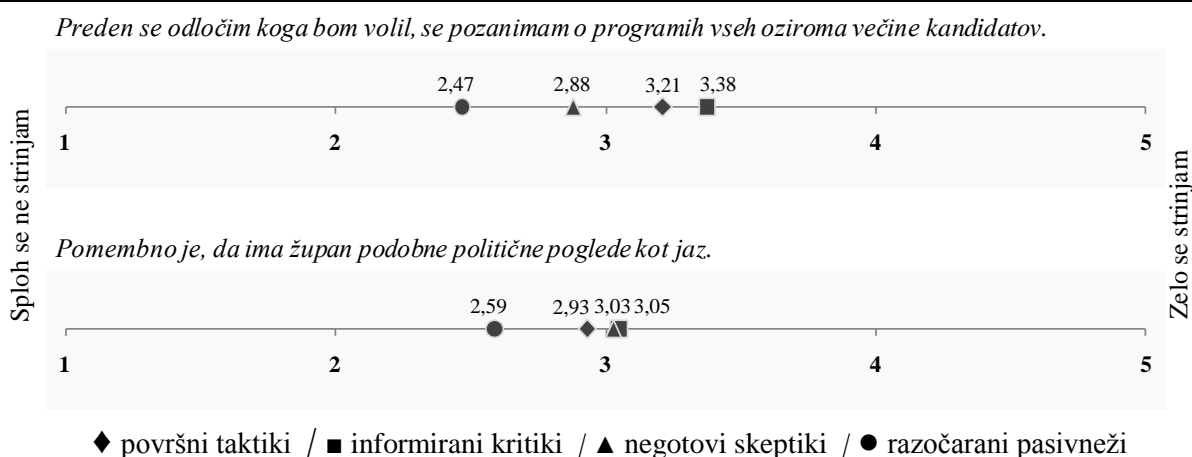 Preden se odločim koga bom volil, se pozanimam o programih vseh oziroma večine kandidatov.
2,47 2,88 3,21 3,38
1 2 3 4 5
Sploh se ne strinjam
Zelo se strinjam
Pomembno je, da ima župan podobne politične poglede kot jaz.
2,59 2,93 3,03 3,05
1 2 3 4 5
♦ površni taktiki / ■ informirani kritiki / ▲ negotovi skeptiki / ● razočarani pasivneži